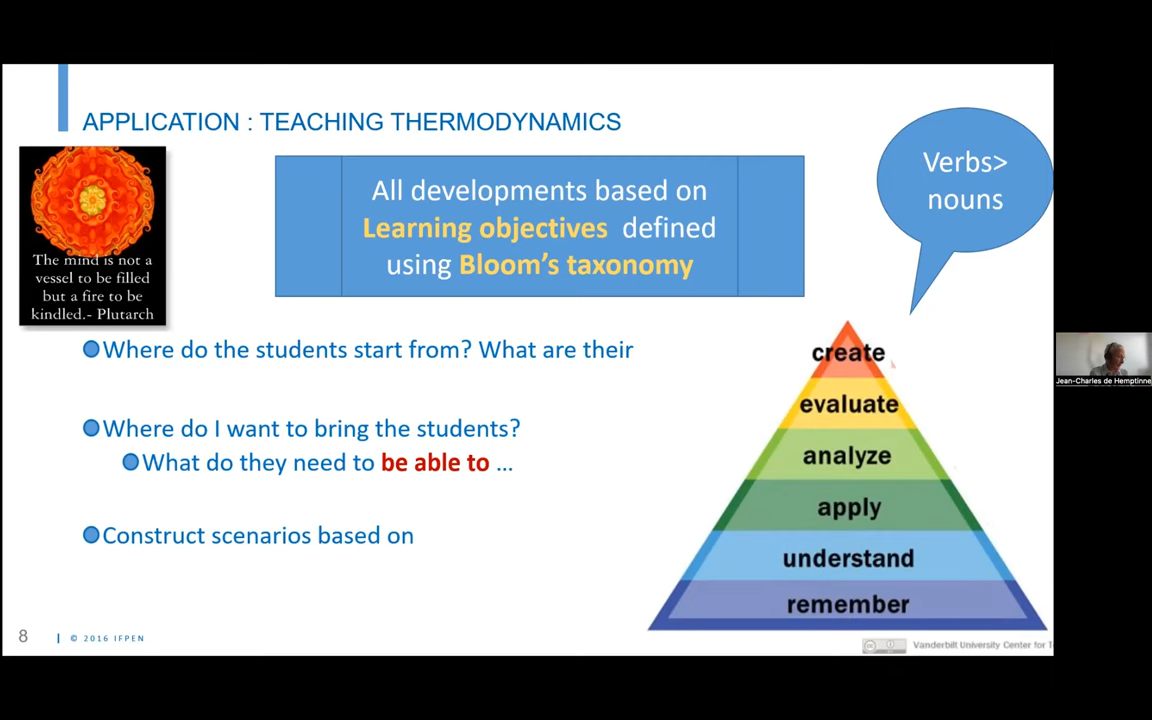 APPLICATION : TEACHING THERMODYNAMICS
Verbs>
nouns
All developments based on
Learning objectives defined
using Bloom's taxonomy
The mind is not a
vessel to be filled
but a fire to be
kindled.- Plutarch
Where do the students start from? What are their
Where do I want to bring the students?
What do they need to be able to ...
Construct scenarios based on
create
evaluate
analyze
apply
understand
remember
Jean-Charles de Hemptinne
8
© 2016 IFPEN
Vanderbilt University Center for T